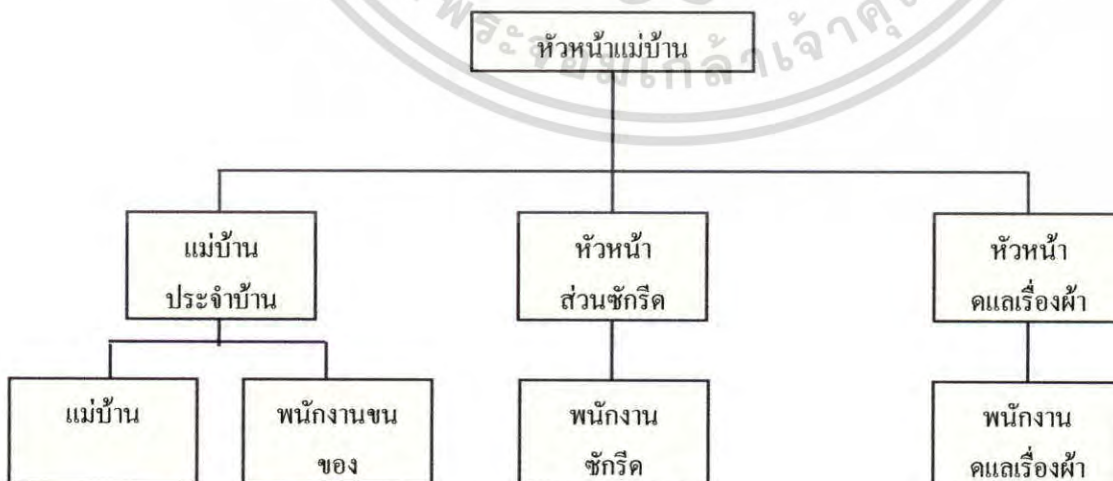 หัวหน้าแม่บ้าน
แม่บ้าน
ประจำบ้าน
หัวหน้า
ส่วนซักรีด
หัวหน้า
ดูแลเรื่องผ้า
แม่บ้าน
พนักงานขน
ของ
พนักงาน
ซักรีด
พนักงาน
ดูแลเรื่องผ้า